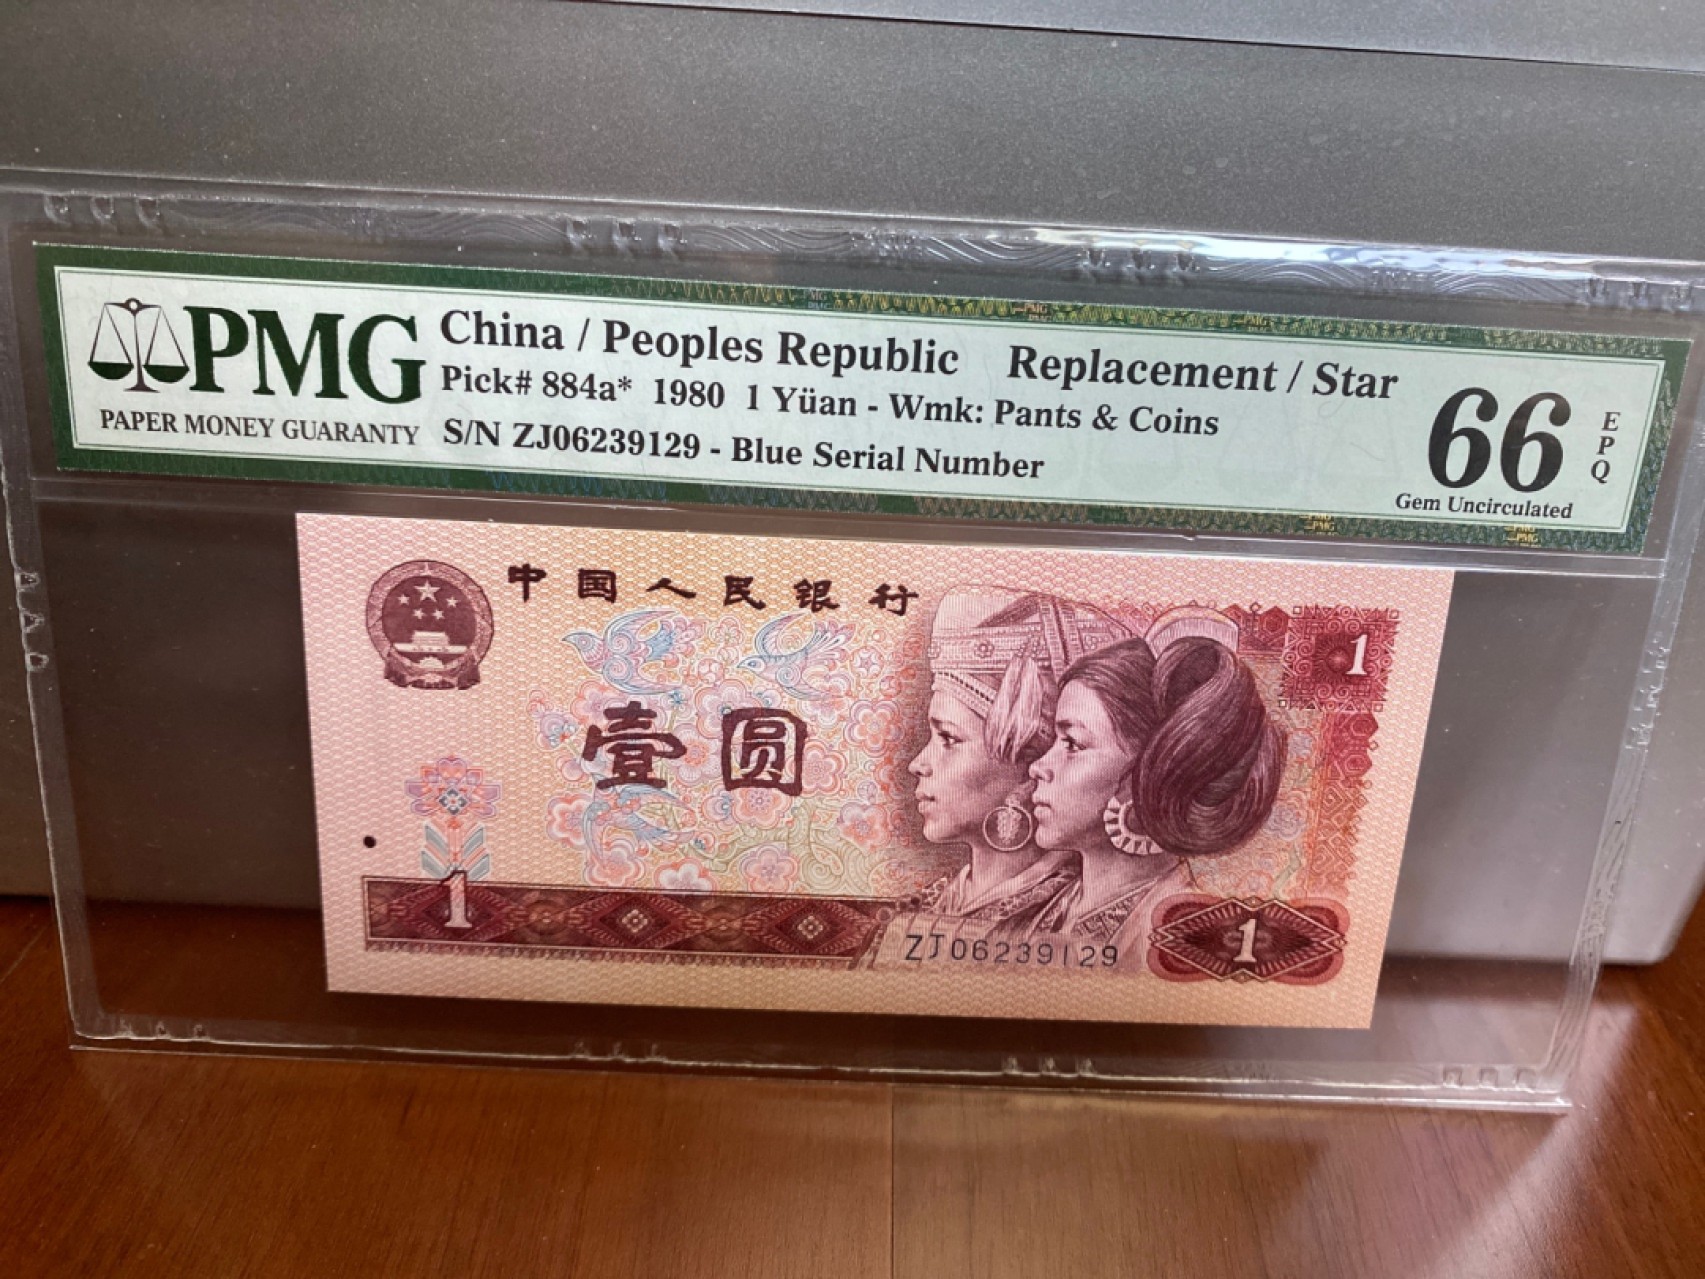 PMG
PAPER MONEY GUARANTY
China / Peoples Republic Replacement / Star
Pick# 884a* 1980 1 Yüan - Wmk: Pants & Coins
S/N ZJ06239129 - Blue Serial Number
66
EPQ
Gem Uncirculated
中国人民银行
1
壹圆
1
ZJ06239129
1